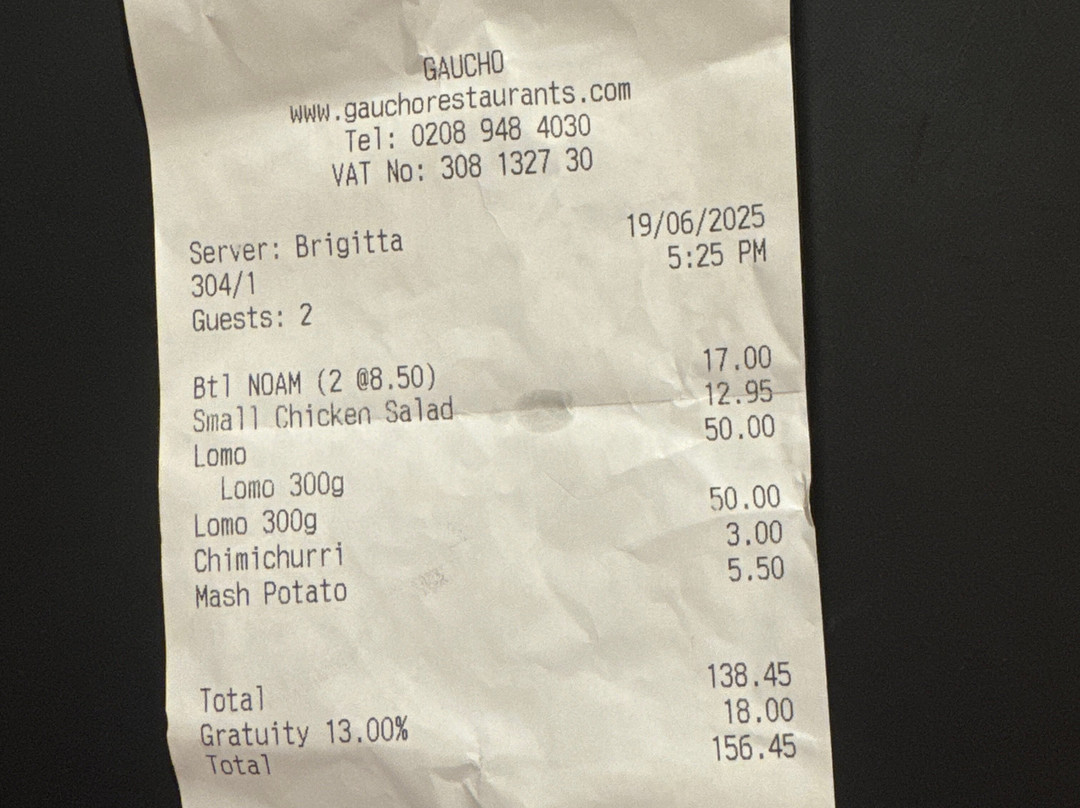 GAUCHO
www.gauchorestaurants.com
Tel: 0208 948 4030
VAT No: 308 1327 30
Server: Brigitta 19/06/2025
304/1 5:25 PM
Guests: 2
Btl NOAM (2 @8.50) 17.00
Small Chicken Salad 12.95
Lomo 50.00
Lomo 300g
Lomo 300g 50.00
Chimichurri 3.00
Mash Potato 5.50
Total 138.45
Gratuity 13.00% 18.00
Total 156.45